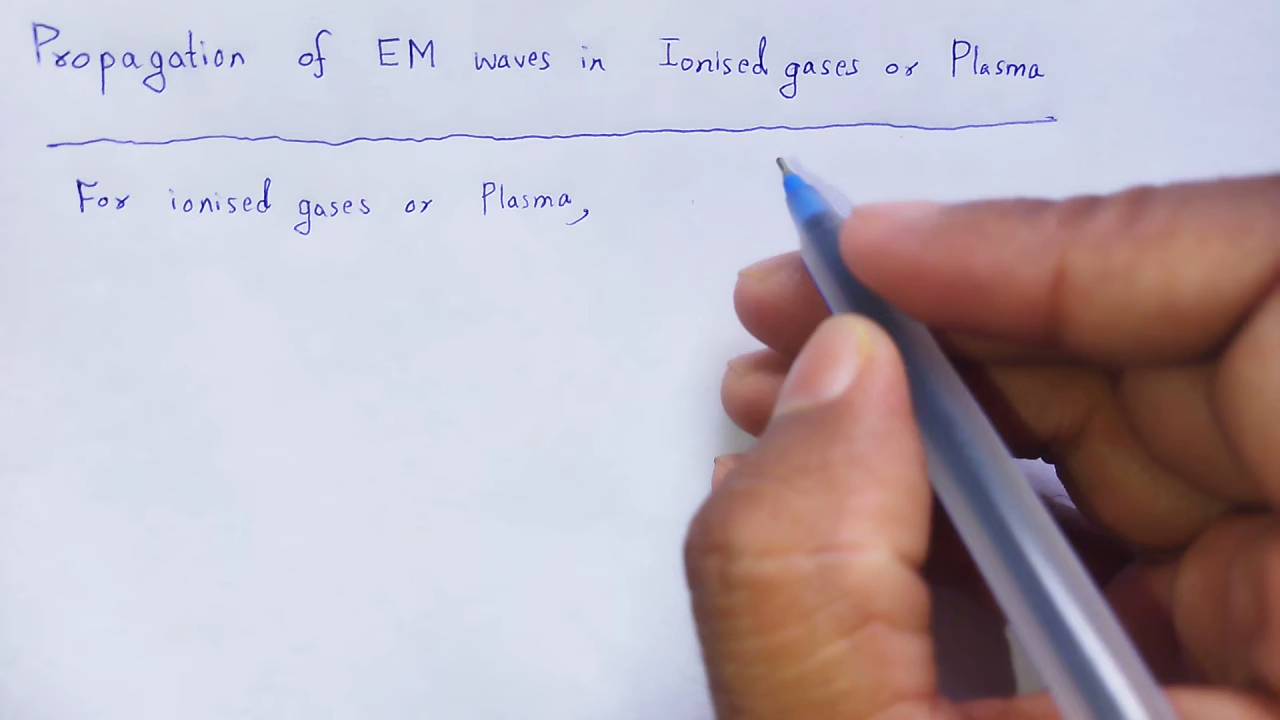 Propagation of EM waves in Ionised gases or Plasma
For ionised gases or Plasma,